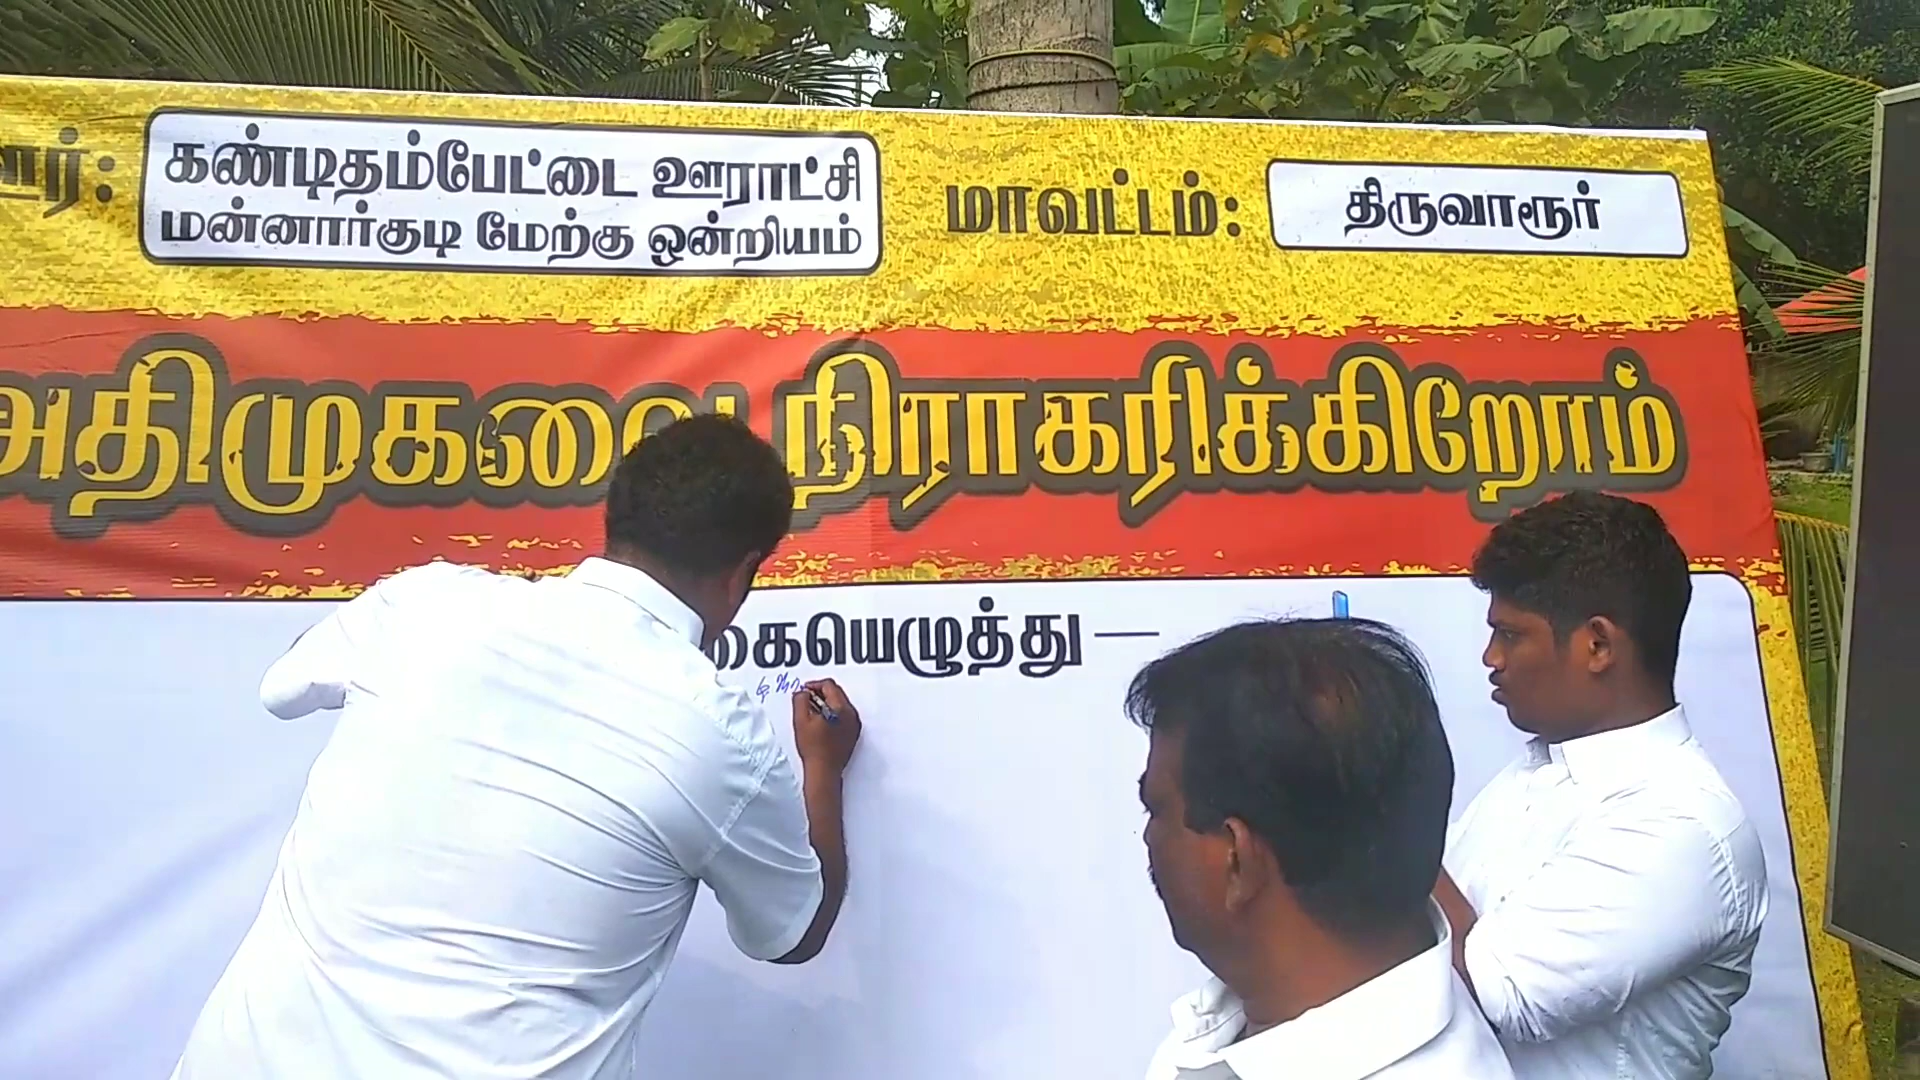 கண்டிதம்பேட்டை ஊராட்சி
மன்னார்குடி மேற்கு ஒன்றியம்
மாவட்டம்: திருவாரூர்
அதிமுகவை நிராகரிக்கிறோம்
கையெழுத்து —